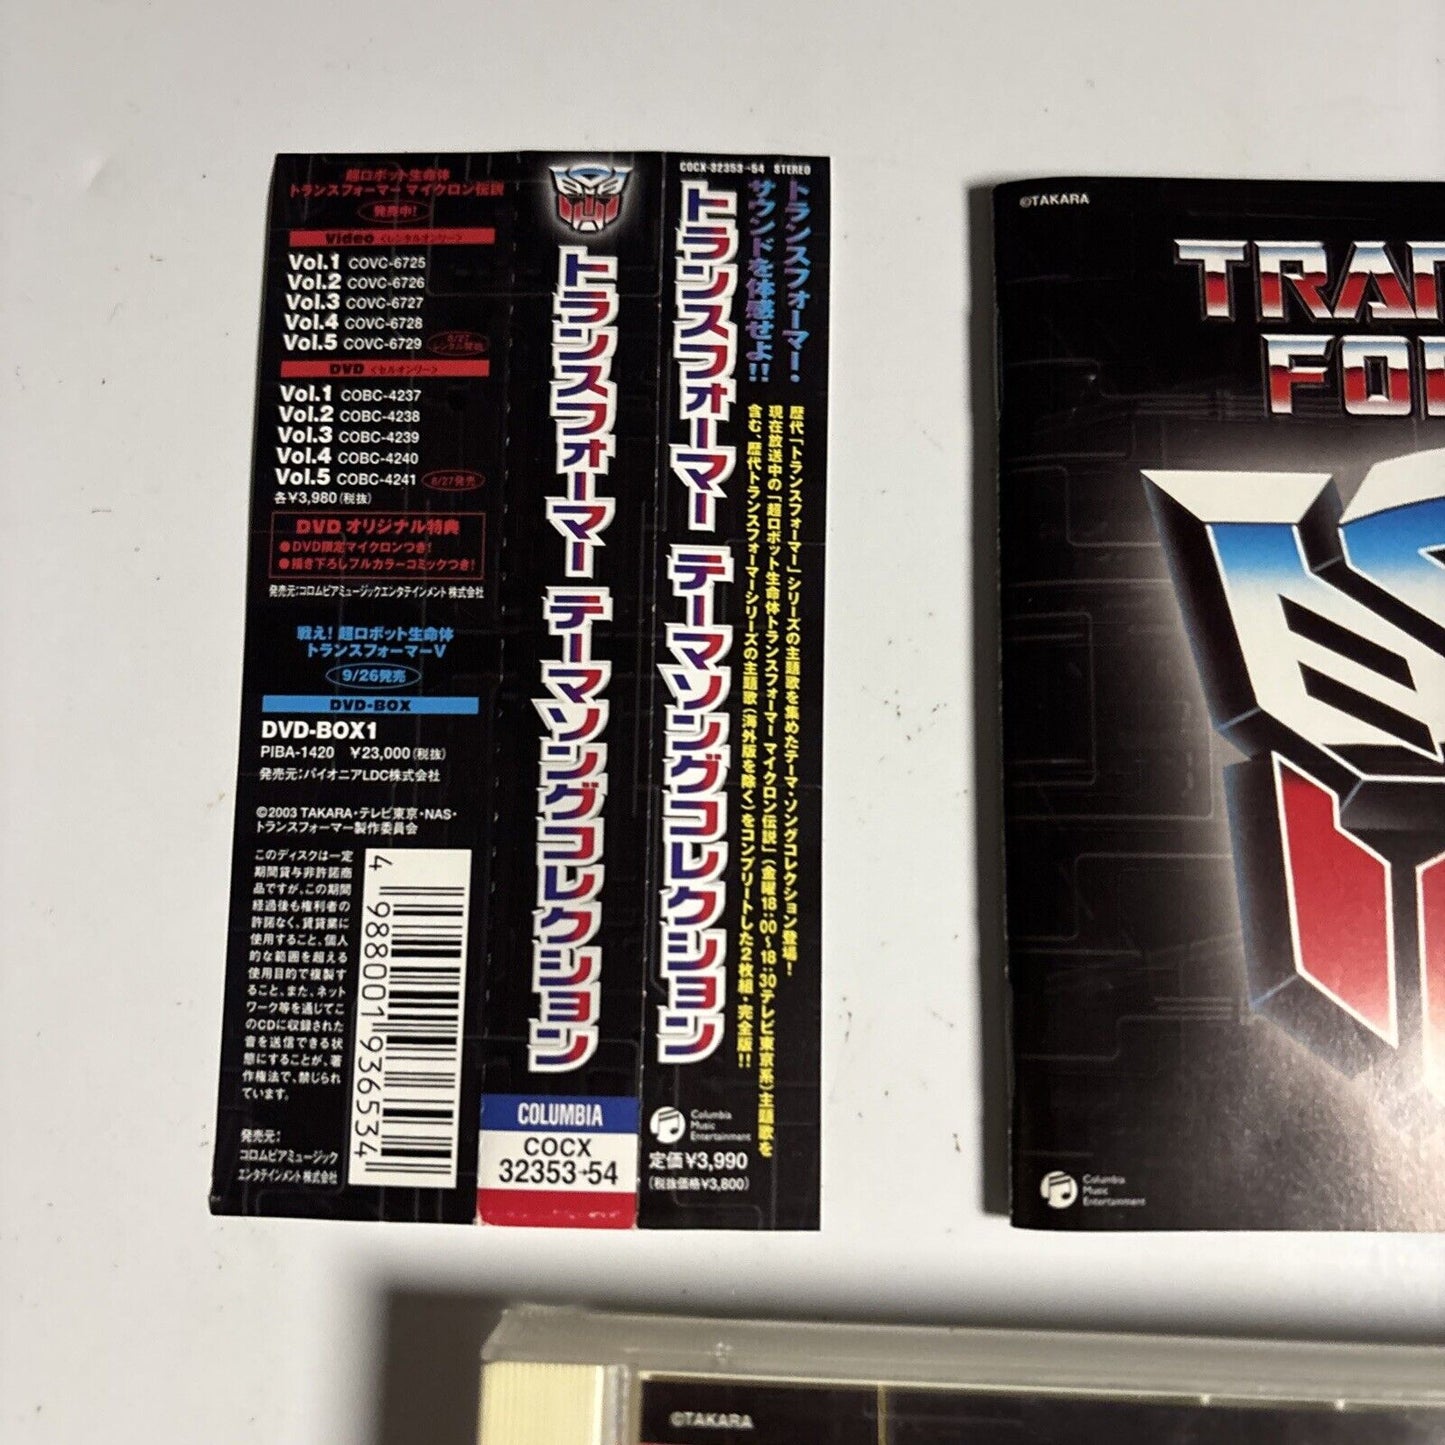 超ロボット生命体
トランスフォーマー マイクロン伝説
発売中!
Video <レンタルオンリー>
Vol.1 COVC-6725
Vol.2 COVC-6726
Vol.3 COVC-6727
Vol.4 COVC-6728
Vol.5 COVC-6729
DVD <セルオンリー>
Vol.1 COBC-4237
Vol.2 COBC-4238
Vol.3 COBC-4239
Vol.4 COBC-4240
Vol.5 COBC-4241 8/27発売
各¥3,980(税抜)
DVD オリジナル特典
●DVD限定マイクロンつき!
●描き下ろしフルカラーコミックつき!
発売元:コロムビアミュージックエンタテインメント株式会社
戦え!超ロボット生命体
トランスフォーマーV
9/26発売
DVD-BOX
DVD-BOX1
PIBA-1420 ¥23,000(税抜)
発売元:パイオニアLDC株式会社
©2003 TAKARA・テレビ東京・NAS・
トランスフォーマー製作委員会
このディスクは一定
期間貸与非許諾商
品ですが、この期間
経過後も権利者の
許諾なく、賃貸業に
使用すること、個人
的な範囲を超える
使用目的で複製す
ること、また、ネット
ワーク等を通じてこ
のCDに収録された
音を送信できる状
態にすることが、著
作権法で、禁じられ
ています。
4 988001 936534
発売元:
コロムビアミュージック
エンタテインメント株式会社
トランスフォーマー テーマソングコレクション
COLUMBIA
COCX
32353→54
COCX-32353→54 STEREO
トランスフォーマー・
サウンドを体感せよ!!
トランスフォーマー テーマソングコレクション
歴代「トランスフォーマー」シリーズの主題歌を集めたテーマ・ソングコレクション登場!
現在放送中の「超ロボット生命体トランスフォーマー マイクロン伝説」(金曜18:00〜18:30テレビ東京系)主題歌を
含む、歴代トランスフォーマーシリーズの主題歌(海外版を除く)をコンプリートした2枚組・完全版!!
Columbia
Music
Entertainment
定価¥3,990
(税抜価格¥3,800)
©TAKARA
TRAN
FOR
Columbia
Music
Entertainment
©TAKARA